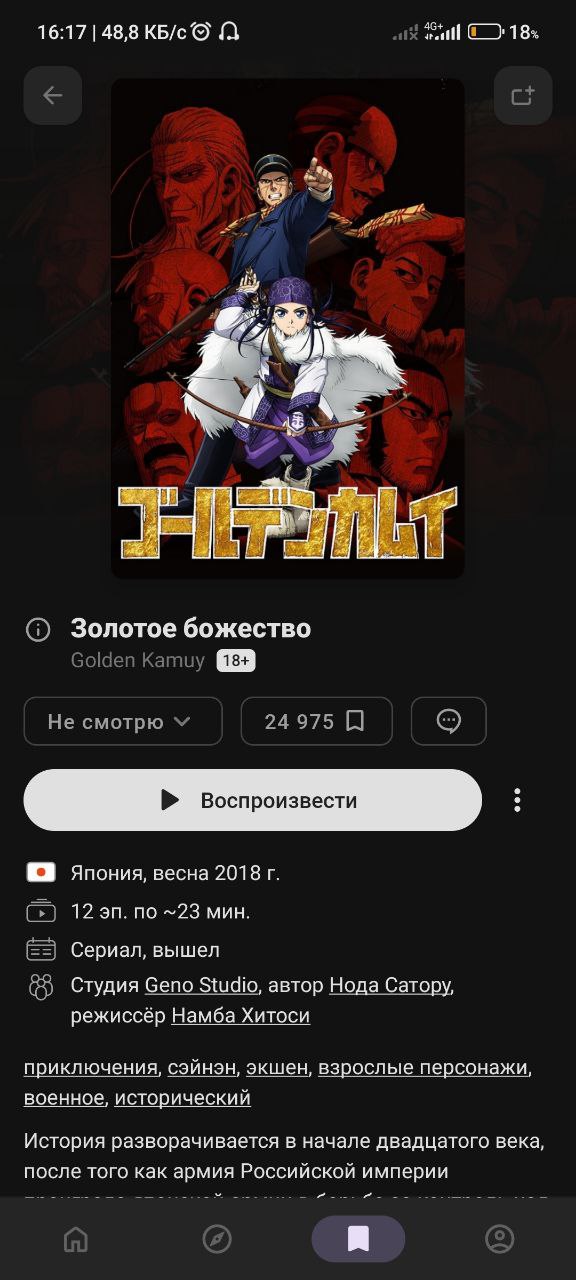 16:17 | 48,8 КБ/с 4G+ 18%
ゴールデンカムイ
Золотое божество
Golden Kamuy 18+
Не смотрю 24 975
Воспроизвести
Япония, весна 2018 г.
12 эп. по ~23 мин.
Сериал, вышел
Студия Geno Studio, автор Нода Сатору,
режиссёр Намба Хитоси
приключения, сэйнэн, экшен, взрослые персонажи,
военное, исторический
История разворачивается в начале двадцатого века,
после того как армия Российской империи